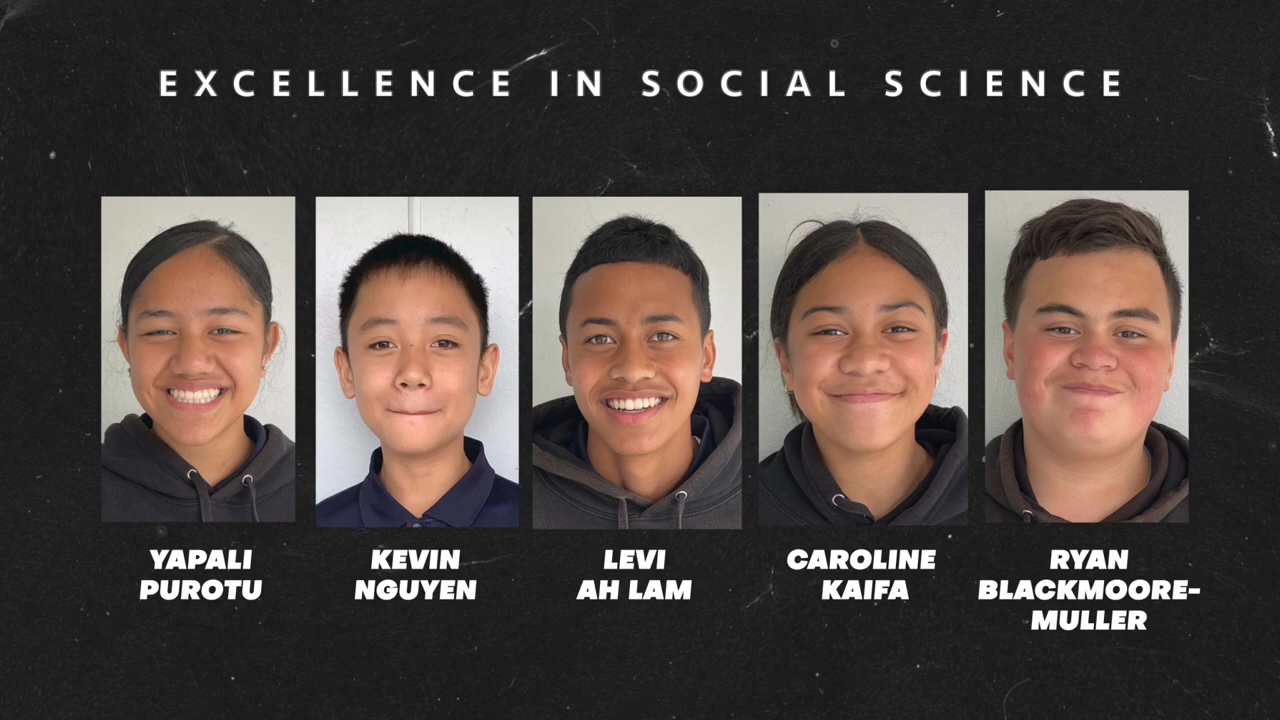 EXCELLENCE IN SOCIAL SCIENCE
YAPALI
PUROTU
KEVIN
NGUYEN
LEVI
AH LAM
CAROLINE
KAIFA
RYAN
BLACKMOORE-
MULLER